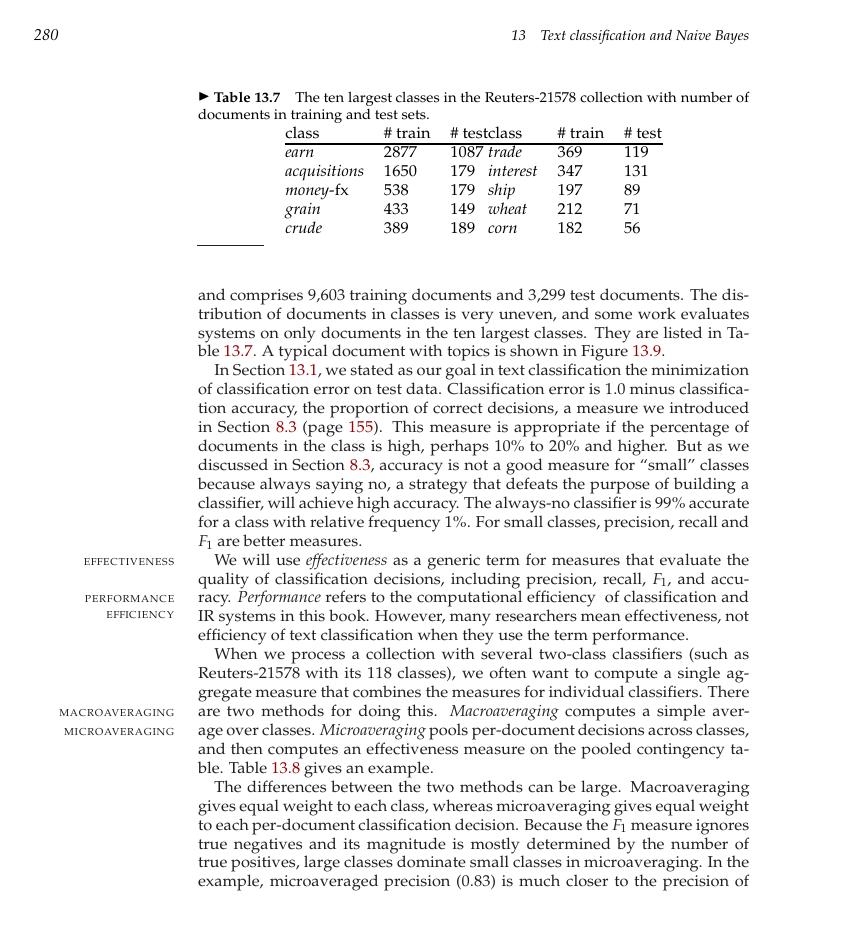 280
13 Text classification and Naive Bayes
▶ Table 13.7 The ten largest classes in the Reuters-21578 collection with number of
documents in training and test sets.
class # train # testclass # train # test
earn 2877 1087 trade 369 119
acquisitions 1650 179 interest 347 131
money-fx 538 179 ship 197 89
grain 433 149 wheat 212 71
crude 389 189 corn 182 56
and comprises 9,603 training documents and 3,299 test documents. The dis-
tribution of documents in classes is very uneven, and some work evaluates
systems on only documents in the ten largest classes. They are listed in Ta-
ble 13.7. A typical document with topics is shown in Figure 13.9.
In Section 13.1, we stated as our goal in text classification the minimization
of classification error on test data. Classification error is 1.0 minus classifica-
tion accuracy, the proportion of correct decisions, a measure we introduced
in Section 8.3 (page 155). This measure is appropriate if the percentage of
documents in the class is high, perhaps 10% to 20% and higher. But as we
discussed in Section 8.3, accuracy is not a good measure for “small” classes
because always saying no, a strategy that defeats the purpose of building a
classifier, will achieve high accuracy. The always-no classifier is 99% accurate
for a class with relative frequency 1%. For small classes, precision, recall and
F1 are better measures.
EFFECTIVENESS We will use effectiveness as a generic term for measures that evaluate the
quality of classification decisions, including precision, recall, F1, and accu-
PERFORMANCE racy. Performance refers to the computational efficiency of classification and
EFFICIENCY IR systems in this book. However, many researchers mean effectiveness, not
efficiency of text classification when they use the term performance.
When we process a collection with several two-class classifiers (such as
Reuters-21578 with its 118 classes), we often want to compute a single ag-
gregate measure that combines the measures for individual classifiers. There
MACROAVERAGING are two methods for doing this. Macroaveraging computes a simple aver-
MICROAVERAGING age over classes. Microaveraging pools per-document decisions across classes,
and then computes an effectiveness measure on the pooled contingency ta-
ble. Table 13.8 gives an example.
The differences between the two methods can be large. Macroaveraging
gives equal weight to each class, whereas microaveraging gives equal weight
to each per-document classification decision. Because the F1 measure ignores
true negatives and its magnitude is mostly determined by the number of
true positives, large classes dominate small classes in microaveraging. In the
example, microaveraged precision (0.83) is much closer to the precision of